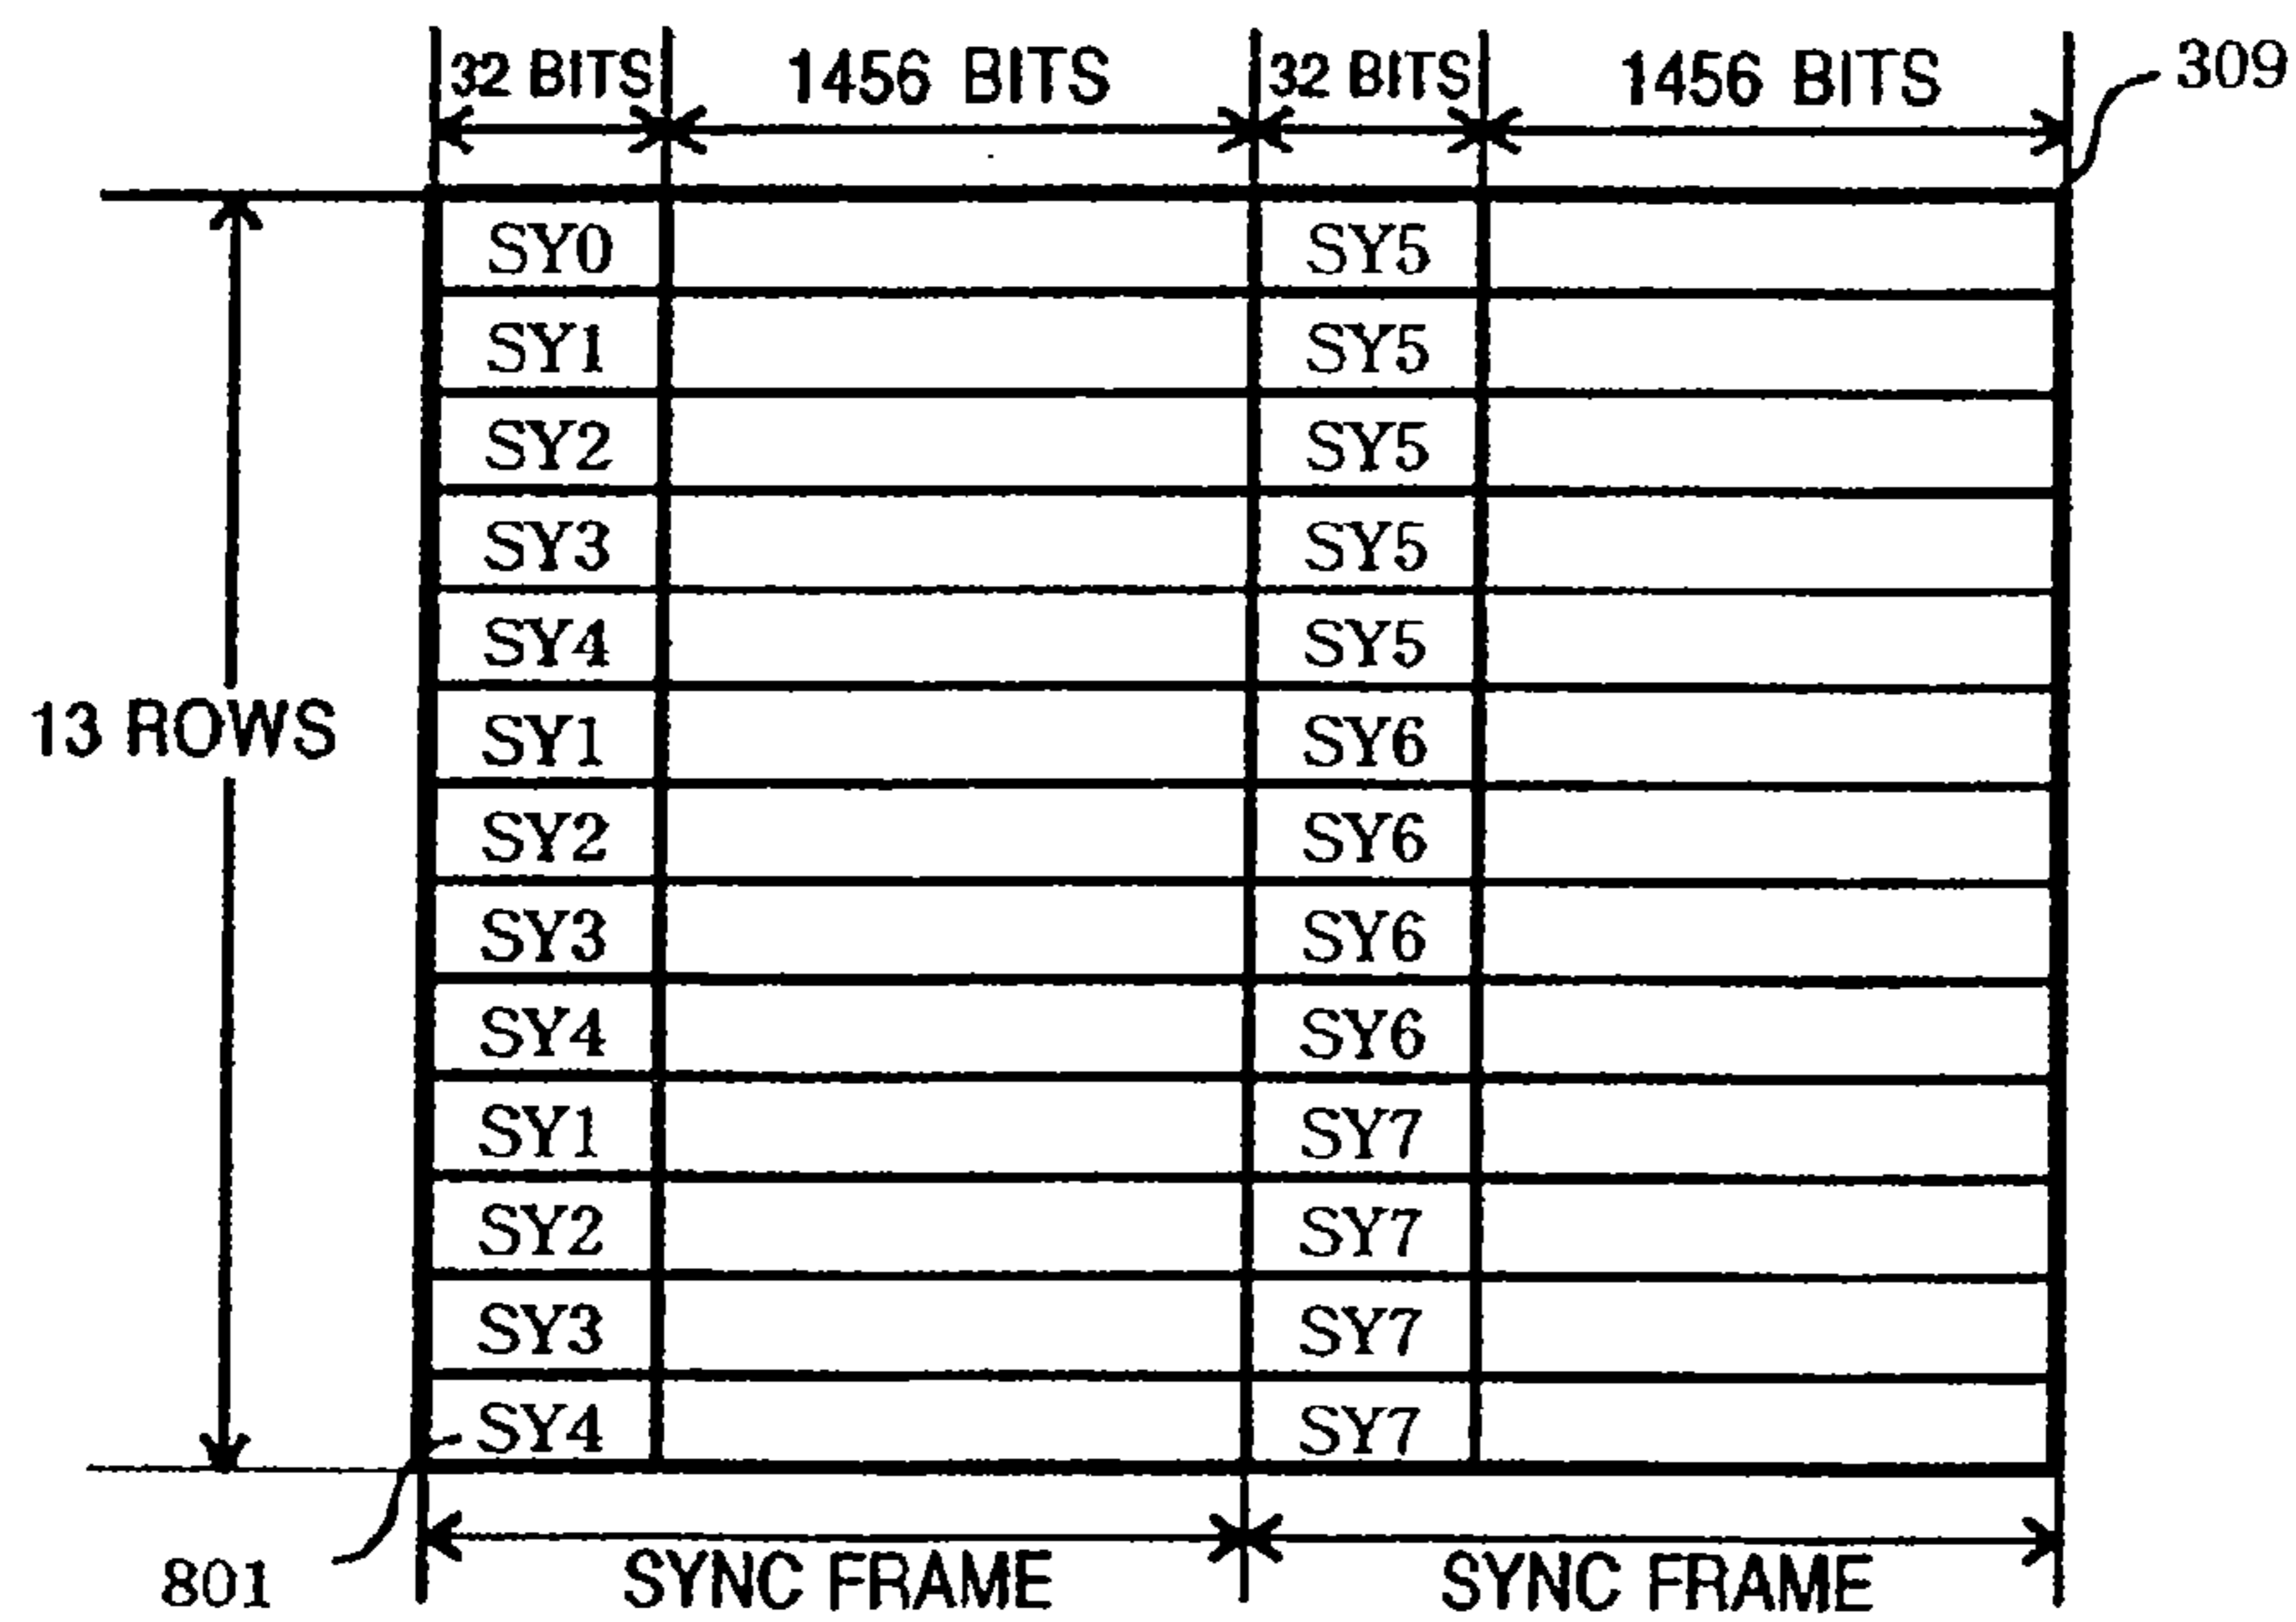 32 BITS 1456 BITS 32 BITS 1456 BITS 309
SY0 SY5
SY1 SY5
SY2 SY5
SY3 SY5
SY4 SY5
13 ROWS
SY1 SY6
SY2 SY6
SY3 SY6
SY4 SY6
SY1 SY7
SY2 SY7
SY3 SY7
SY4 SY7
801 SYNC FRAME SYNC FRAME